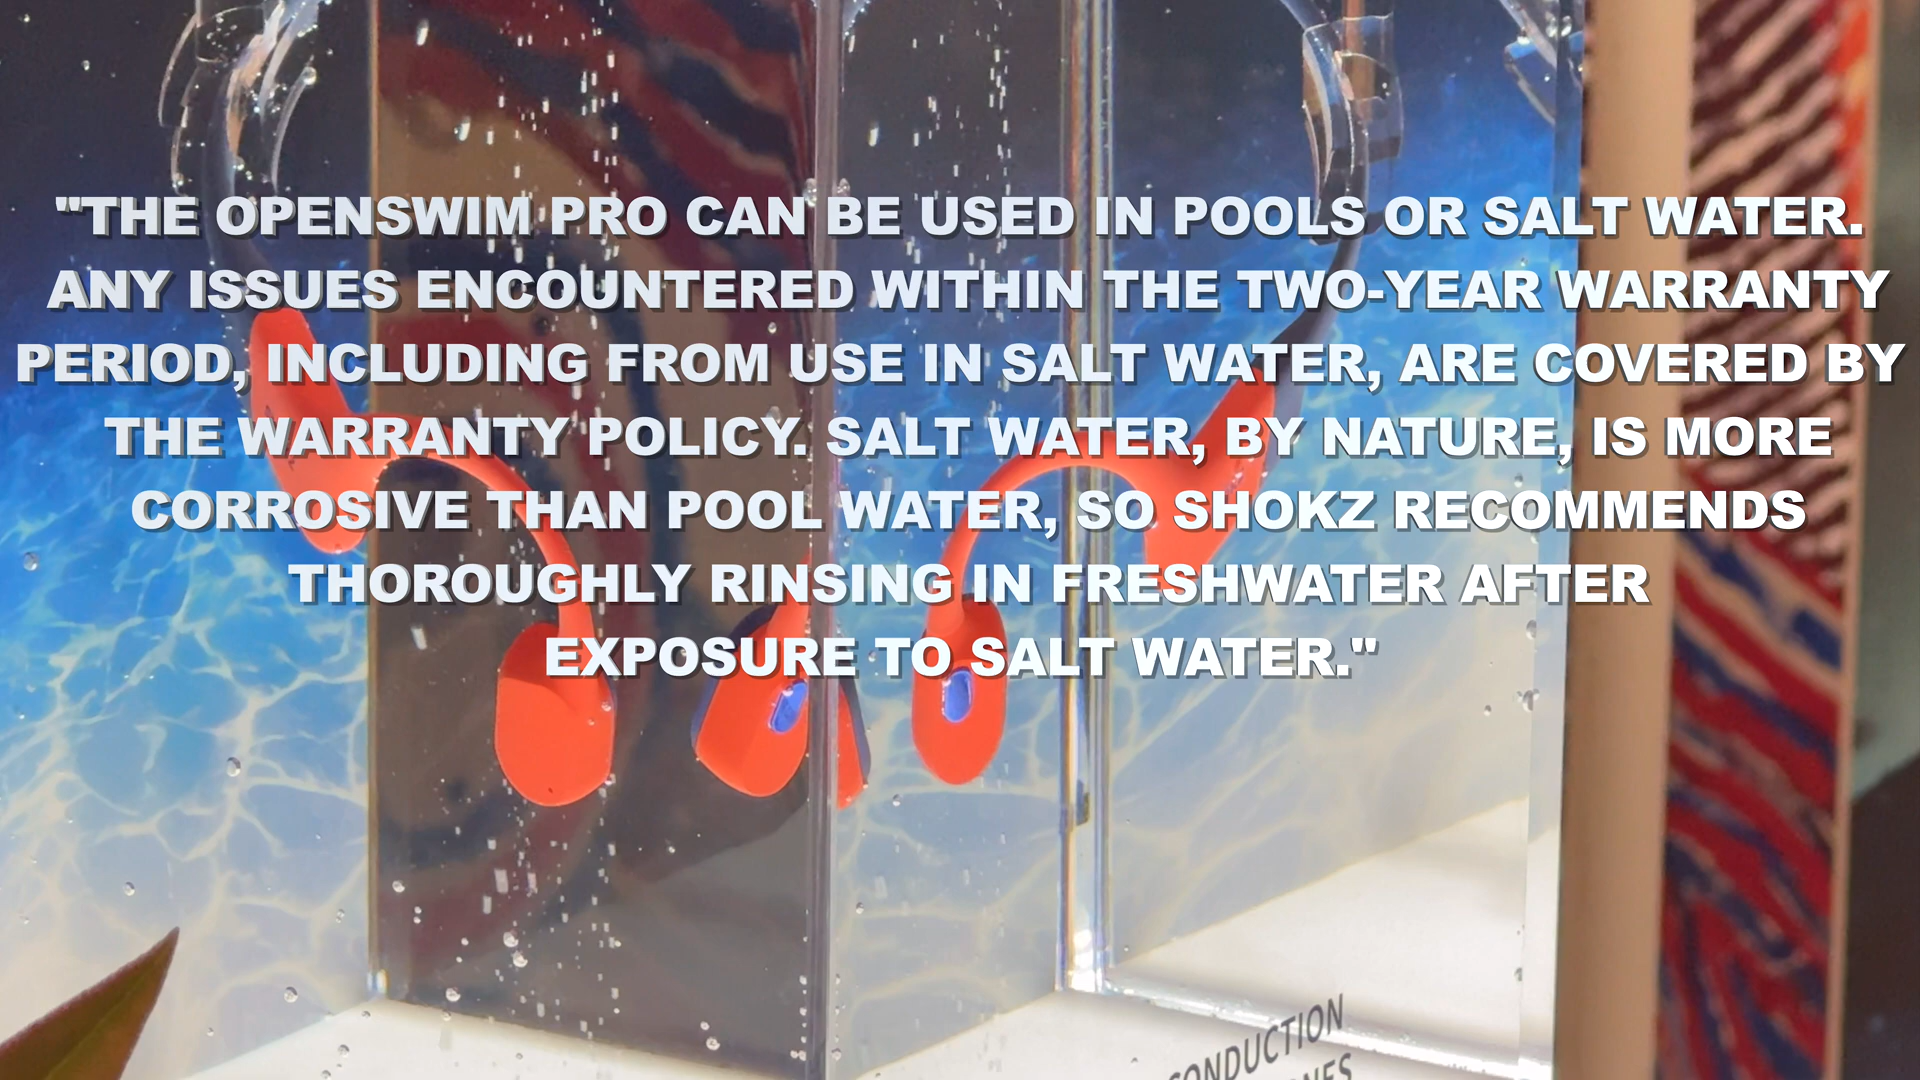 "THE OPENSWIM PRO CAN BE USED IN POOLS OR SALT WATER.
ANY ISSUES ENCOUNTERED WITHIN THE TWO-YEAR WARRANTY
PERIOD, INCLUDING FROM USE IN SALT WATER, ARE COVERED BY
THE WARRANTY POLICY. SALT WATER, BY NATURE, IS MORE
CORROSIVE THAN POOL WATER, SO SHOKZ RECOMMENDS
THOROUGHLY RINSING IN FRESHWATER AFTER
EXPOSURE TO SALT WATER."
CONDUCTION